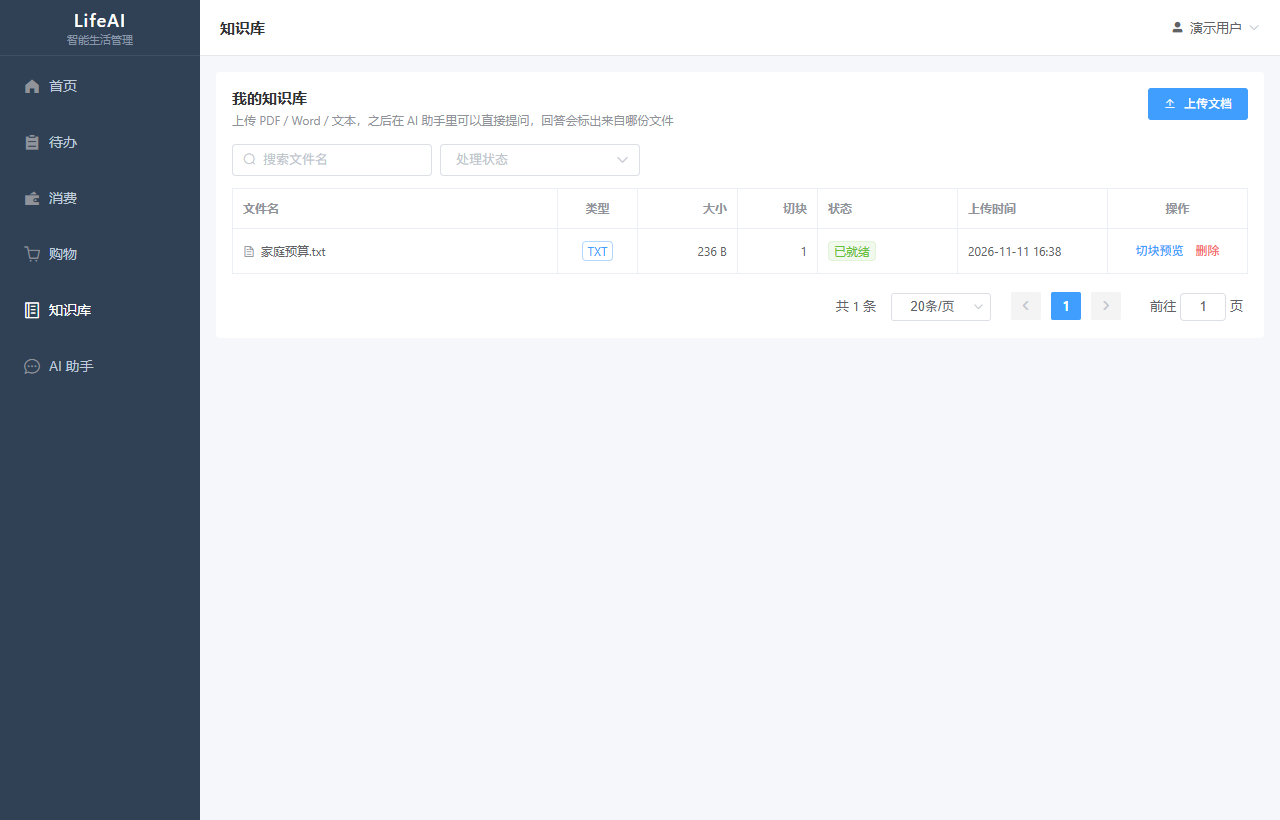 LifeAI
智能生活管理
首页
待办
消费
购物
知识库
AI 助手
知识库
演示用户
我的知识库
上传 PDF / Word / 文本，之后在 AI 助手里可以直接提问，回答会标出来自哪份文件
上传文档
搜索文件名
处理状态
文件名 类型 大小 切块 状态 上传时间 操作
家庭预算.txt TXT 236 B 1 已就绪 2026-11-11 16:38 切块预览 删除
共 1 条 20条/页 1 前往 1 页